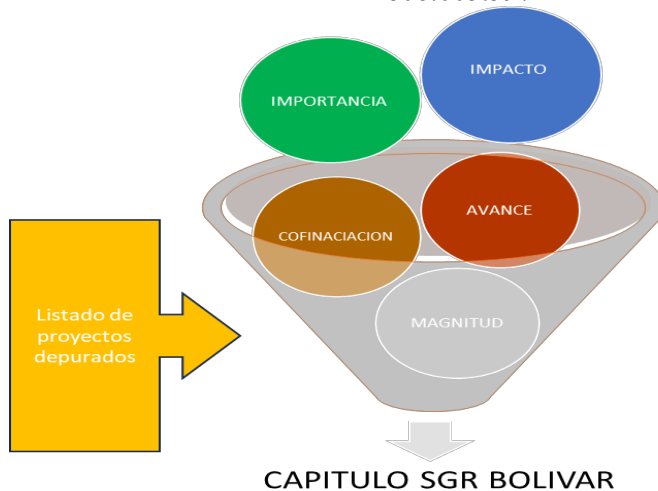 IMPACTO
IMPORTANCIA
AVANCE
COFINACIACION
MAGNITUD
Listado de
proyectos
depurados
CAPITULO SGR BOLIVAR